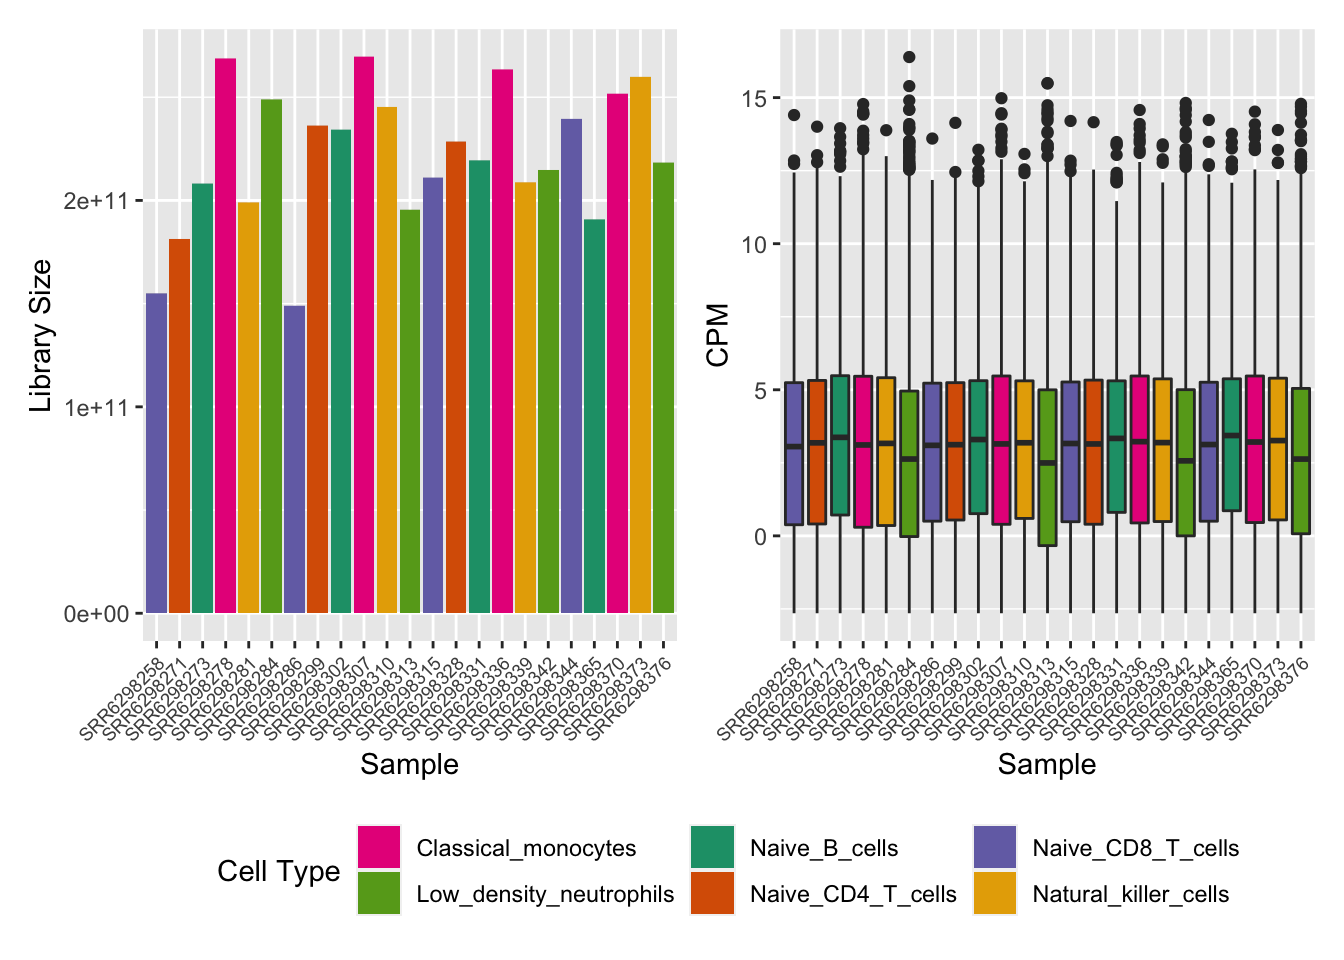 Library Size
2e+11
1e+11
0e+00
SRR6298258
SRR6298271
SRR6298273
SRR6298278
SRR6298281
SRR6298284
SRR6298286
SRR6298299
SRR6298302
SRR6298307
SRR6298310
SRR6298313
SRR6298315
SRR6298328
SRR6298331
SRR6298336
SRR6298339
SRR6298342
SRR6298344
SRR6298365
SRR6298370
SRR6298373
SRR6298376
Sample
CPM
15
10
5
0
SRR6298258
SRR6298271
SRR6298273
SRR6298278
SRR6298281
SRR6298284
SRR6298286
SRR6298299
SRR6298302
SRR6298307
SRR6298310
SRR6298313
SRR6298315
SRR6298328
SRR6298331
SRR6298336
SRR6298339
SRR6298342
SRR6298344
SRR6298365
SRR6298370
SRR6298373
SRR6298376
Sample
Cell Type
Classical_monocytes
Low_density_neutrophils
Naive_B_cells
Naive_CD4_T_cells
Naive_CD8_T_cells
Natural_killer_cells